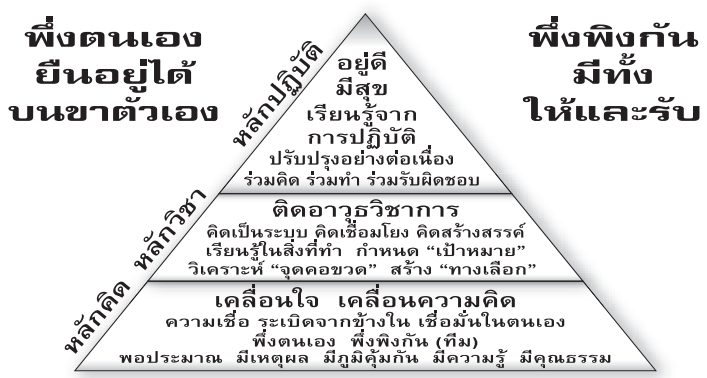 พึ่งตนเอง
ยืนอยู่ได้
บนขาตัวเอง
พึ่งพิงกัน
มีทั้ง
ให้และรับ
หลักปฏิบัติ
อยู่ดี
มีสุข
เรียนรู้จาก
การปฏิบัติ
ปรับปรุงอย่างต่อเนื่อง
ร่วมคิด ร่วมทำ ร่วมรับผิดชอบ
หลักวิชา
ติดอาวุธวิชาการ
คิดเป็นระบบ คิดเชื่อมโยง คิดสร้างสรรค์
เรียนรู้ในสิ่งที่ทำ กำหนด “เป้าหมาย”
วิเคราะห์ “จุดคอขวด” สร้าง “ทางเลือก”
หลักคิด
เคลื่อนใจ เคลื่อนความคิด
ความเชื่อ ระเบิดจากข้างใน เชื่อมั่นในตนเอง
พึ่งตนเอง พึ่งพิงกัน (ทีม)
พอประมาณ มีเหตุผล มีภูมิคุ้มกัน มีความรู้ มีคุณธรรม